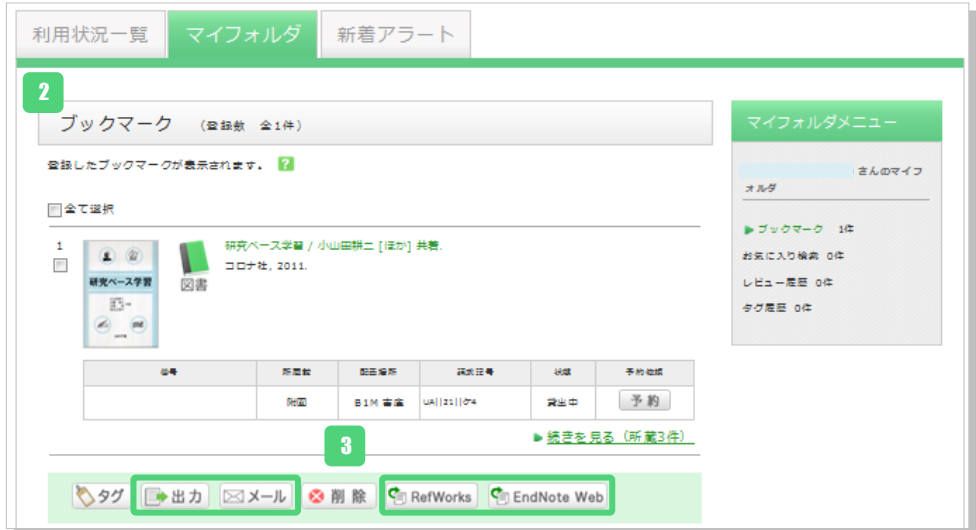 利用状況一覧 マイフォルダ 新着アラート
2
ブックマーク (登録数 全1件)
登録したブックマークが表示されます。 ?
全て選択
1
研究ベース学習
図書
研究ベース学習 / 小山田耕二 [ほか] 共著.
コロナ社, 2011.
巻号 所蔵館 配置場所 請求記号 状態 予約依頼
附図 B1M 書庫 貸出中 予約
続きを見る (所蔵3件)
3
タグ 出力 メール 削除 RefWorks EndNote Web
マイフォルダメニュー
さんのマイフ
ォルダ
ブックマーク 1件
お気に入り検索 0件
レビュー履歴 0件
タグ履歴 0件